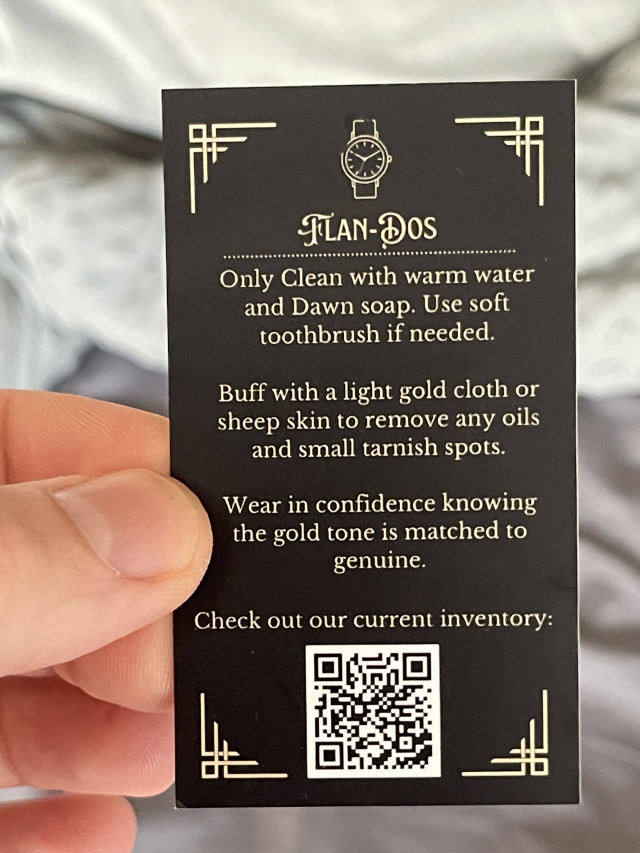 Flan-Dos
Only Clean with warm water
and Dawn soap. Use soft
toothbrush if needed.
Buff with a light gold cloth or
sheep skin to remove any oils
and small tarnish spots.
Wear in confidence knowing
the gold tone is matched to
genuine.
Check out our current inventory: